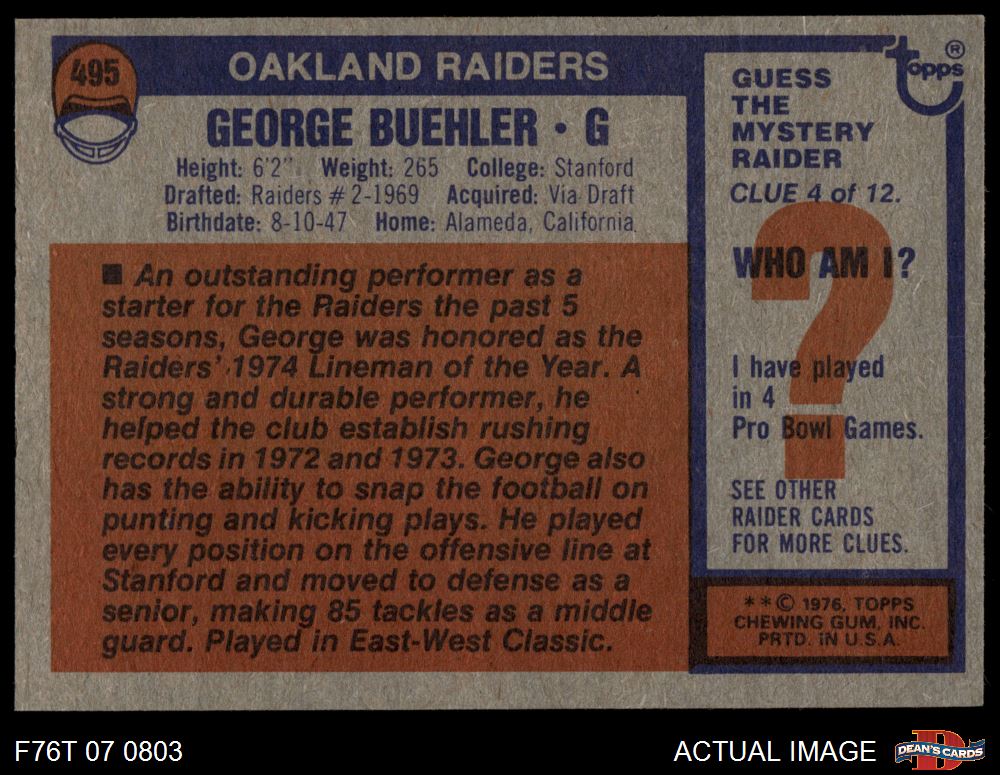 495
OAKLAND RAIDERS
GEORGE BUEHLER • G
Height: 6'2" Weight: 265 College: Stanford
Drafted: Raiders #2-1969 Acquired: Via Draft
Birthdate: 8-10-47 Home: Alameda, California
■ An outstanding performer as a
starter for the Raiders the past 5
seasons, George was honored as the
Raiders' 1974 Lineman of the Year. A
strong and durable performer, he
helped the club establish rushing
records in 1972 and 1973. George also
has the ability to snap the football on
punting and kicking plays. He played
every position on the offensive line at
Stanford and moved to defense as a
senior, making 85 tackles as a middle
guard. Played in East-West Classic.
topps ®
GUESS
THE
MYSTERY
RAIDER
CLUE 4 of 12.
WHO AM I?
?
I have played
in 4
Pro Bowl Games.
SEE OTHER
RAIDER CARDS
FOR MORE CLUES.
**© 1976, TOPPS
CHEWING GUM, INC.
PRTD. IN U.S.A.
F76T 07 0803
ACTUAL IMAGE
DEAN'S CARDS